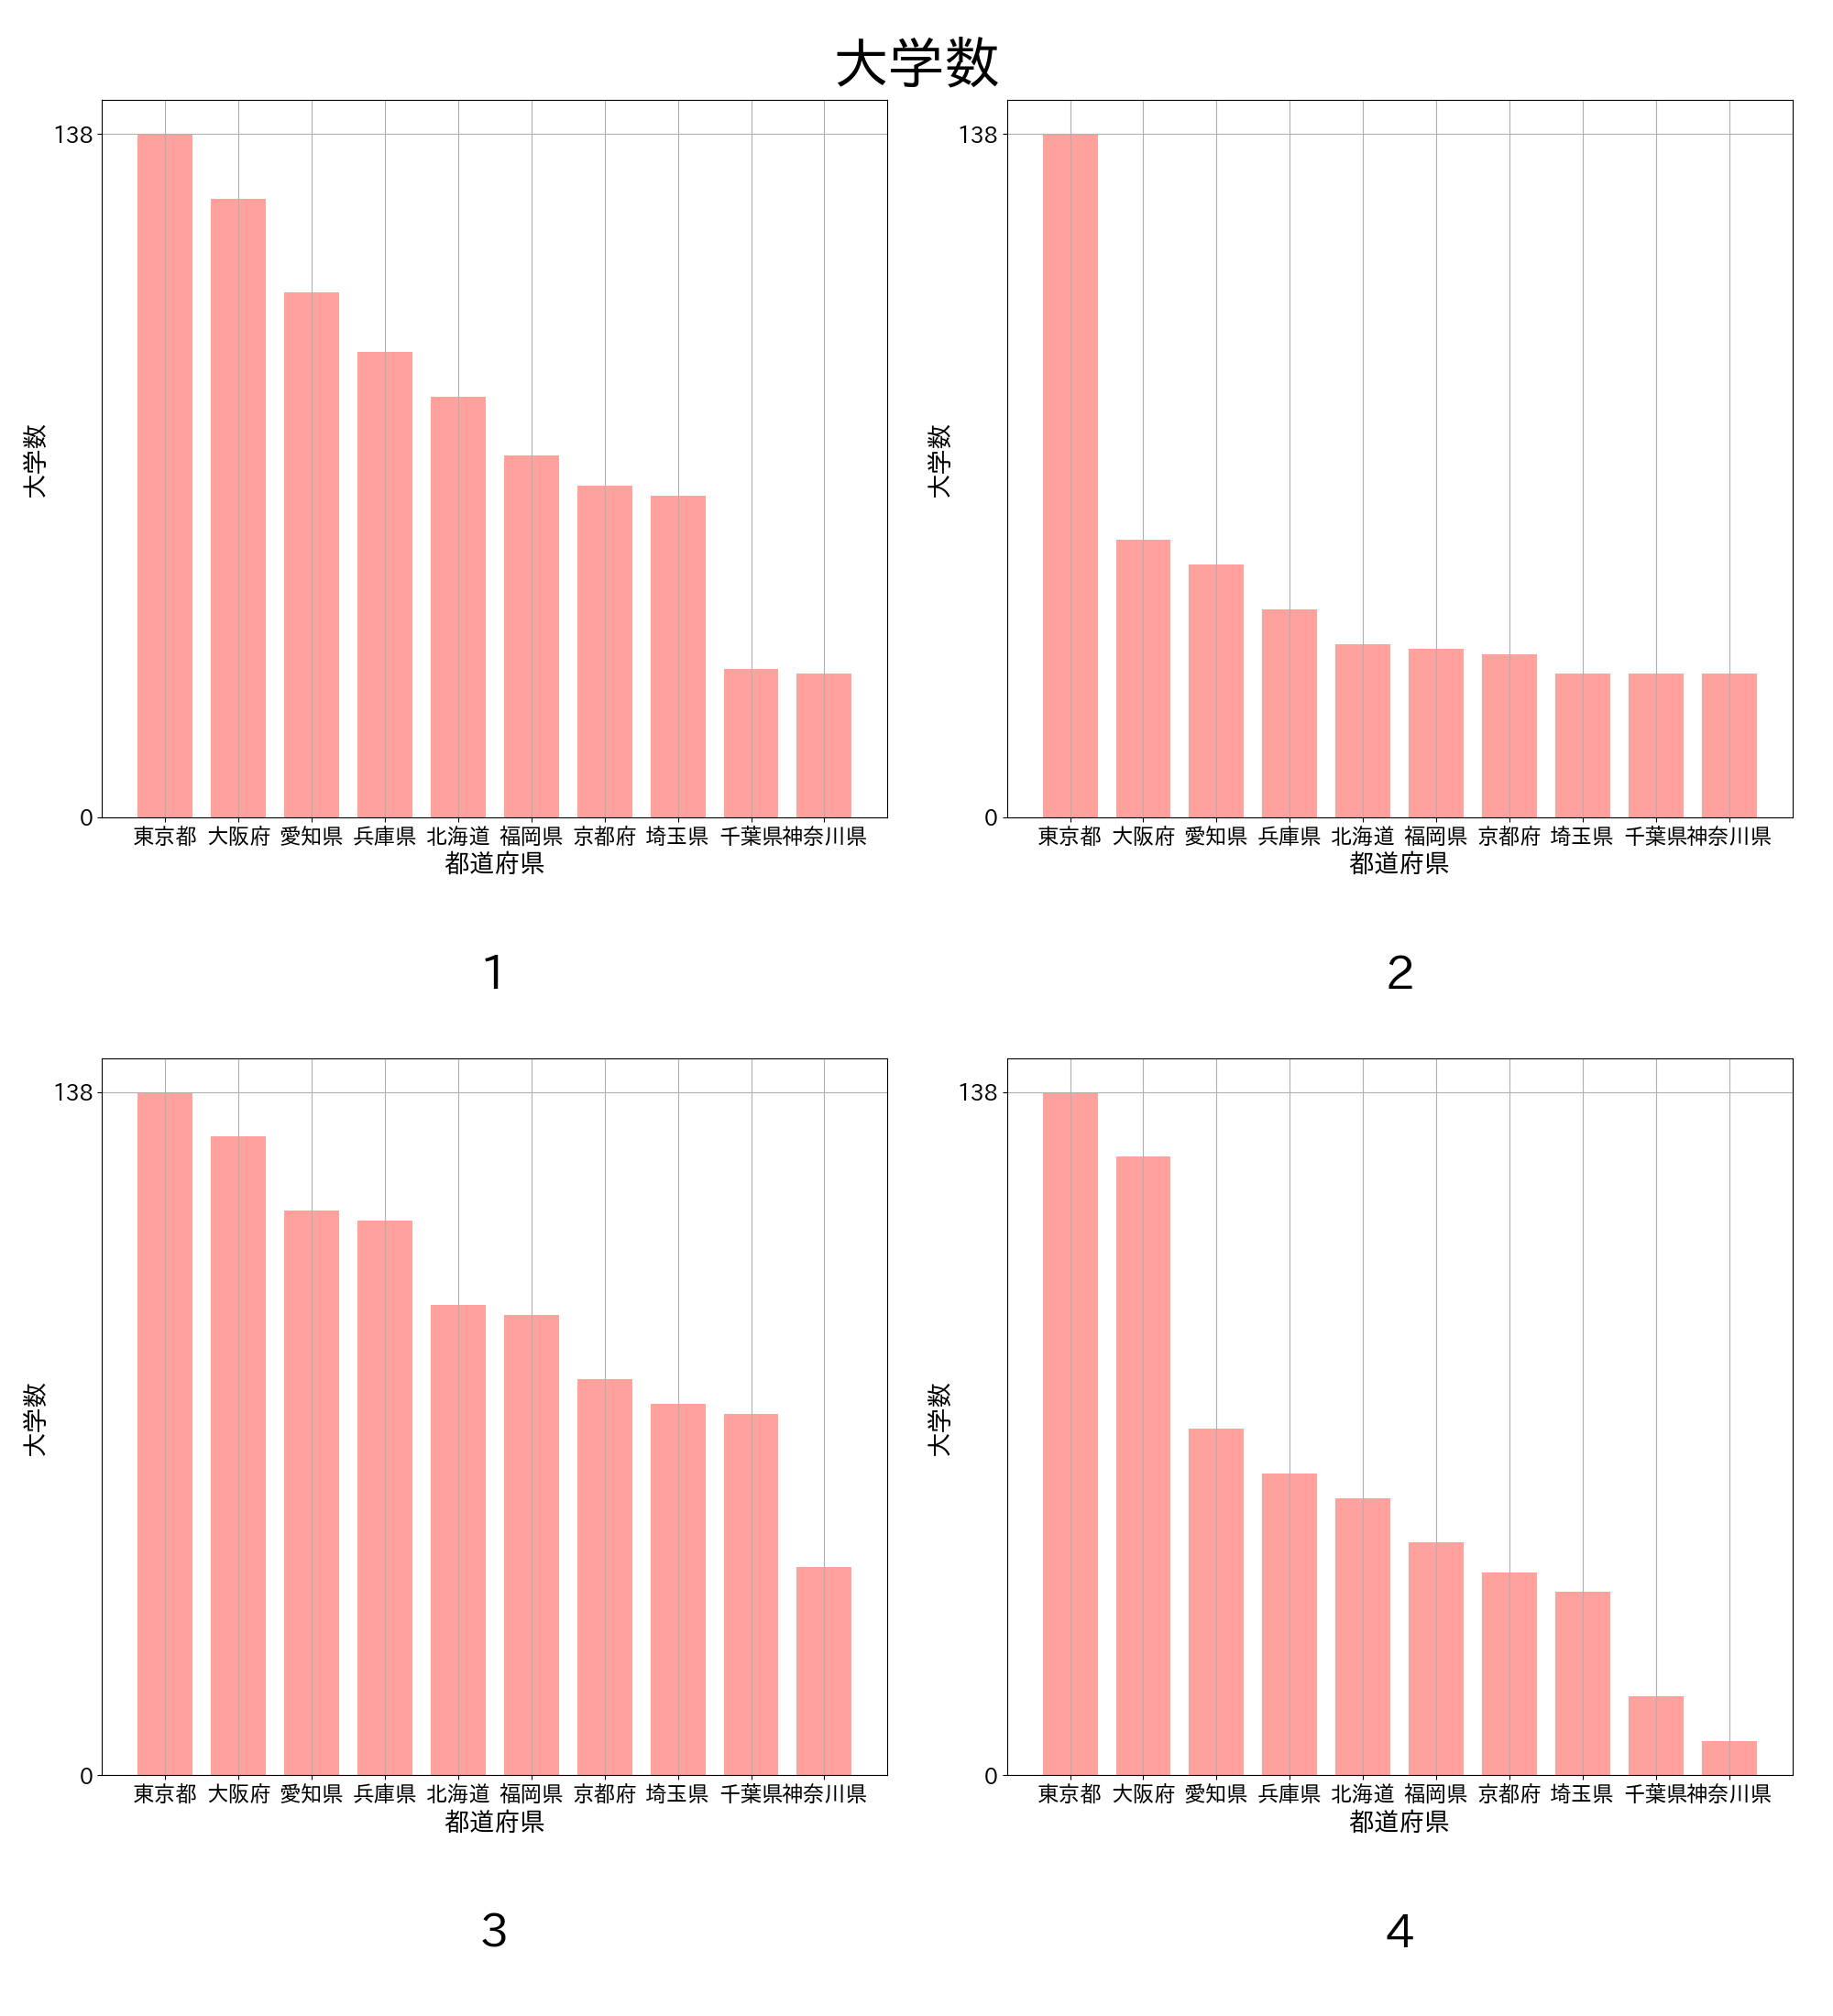 大学数
138
0
大学数
東京都 大阪府 愛知県 兵庫県 北海道 福岡県 京都府 埼玉県 千葉県 神奈川県
都道府県
1
138
0
大学数
東京都 大阪府 愛知県 兵庫県 北海道 福岡県 京都府 埼玉県 千葉県 神奈川県
都道府県
2
138
0
大学数
東京都 大阪府 愛知県 兵庫県 北海道 福岡県 京都府 埼玉県 千葉県 神奈川県
都道府県
3
138
0
大学数
東京都 大阪府 愛知県 兵庫県 北海道 福岡県 京都府 埼玉県 千葉県 神奈川県
都道府県
4